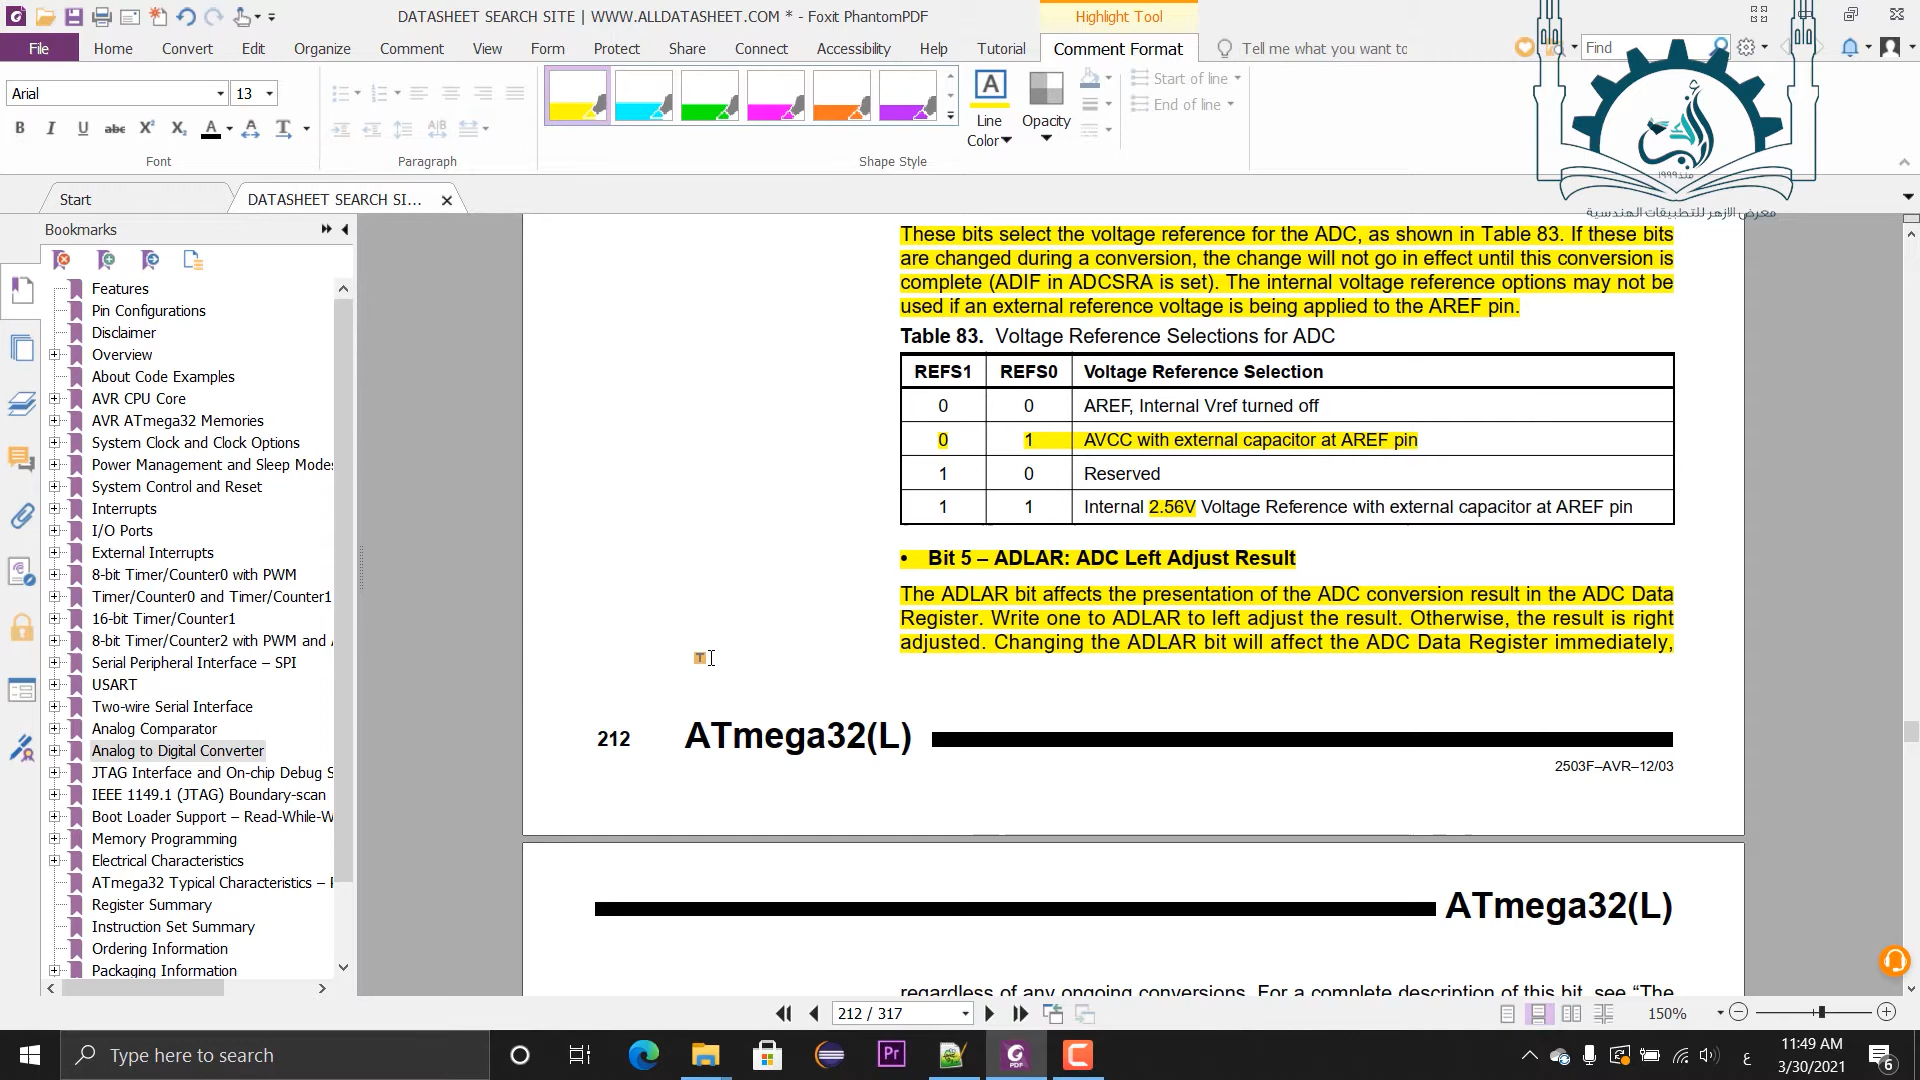 DATASHEET SEARCH SITE | WWW.ALLDATASHEET.COM * - Foxit PhantomPDF
Highlight Tool
File
Home
Convert
Edit
Organize
Comment
View
Form
Protect
Share
Connect
Accessibility
Help
Tutorial
Comment Format
Tell me what you want to
Find
Arial
13
Font
Paragraph
Line Color
Opacity
Start of line
End of line
Shape Style
معرض الازهر للتطبيقات الهندسية
Start
DATASHEET SEARCH SI...
Bookmarks
Features
Pin Configurations
Disclaimer
Overview
About Code Examples
AVR CPU Core
AVR ATmega32 Memories
System Clock and Clock Options
Power Management and Sleep Modes
System Control and Reset
Interrupts
I/O Ports
External Interrupts
8-bit Timer/Counter0 with PWM
Timer/Counter0 and Timer/Counter1
16-bit Timer/Counter1
8-bit Timer/Counter2 with PWM and
Serial Peripheral Interface – SPI
USART
Two-wire Serial Interface
Analog Comparator
Analog to Digital Converter
JTAG Interface and On-chip Debug S
IEEE 1149.1 (JTAG) Boundary-scan
Boot Loader Support – Read-While-W
Memory Programming
Electrical Characteristics
ATmega32 Typical Characteristics –
Register Summary
Instruction Set Summary
Ordering Information
Packaging Information
These bits select the voltage reference for the ADC, as shown in Table 83. If these bits
are changed during a conversion, the change will not go in effect until this conversion is
complete (ADIF in ADCSRA is set). The internal voltage reference options may not be
used if an external reference voltage is being applied to the AREF pin.
Table 83. Voltage Reference Selections for ADC
REFS1 REFS0 Voltage Reference Selection
0 0 AREF, Internal Vref turned off
0 1 AVCC with external capacitor at AREF pin
1 0 Reserved
1 1 Internal 2.56V Voltage Reference with external capacitor at AREF pin
• Bit 5 – ADLAR: ADC Left Adjust Result
The ADLAR bit affects the presentation of the ADC conversion result in the ADC Data
Register. Write one to ADLAR to left adjust the result. Otherwise, the result is right
adjusted. Changing the ADLAR bit will affect the ADC Data Register immediately,
212 ATmega32(L)
2503F–AVR–12/03
ATmega32(L)
regardless of any ongoing conversions. For a complete description of this bit, see “The
212 / 317
150%
Type here to search
ع
11:49 AM
3/30/2021
6